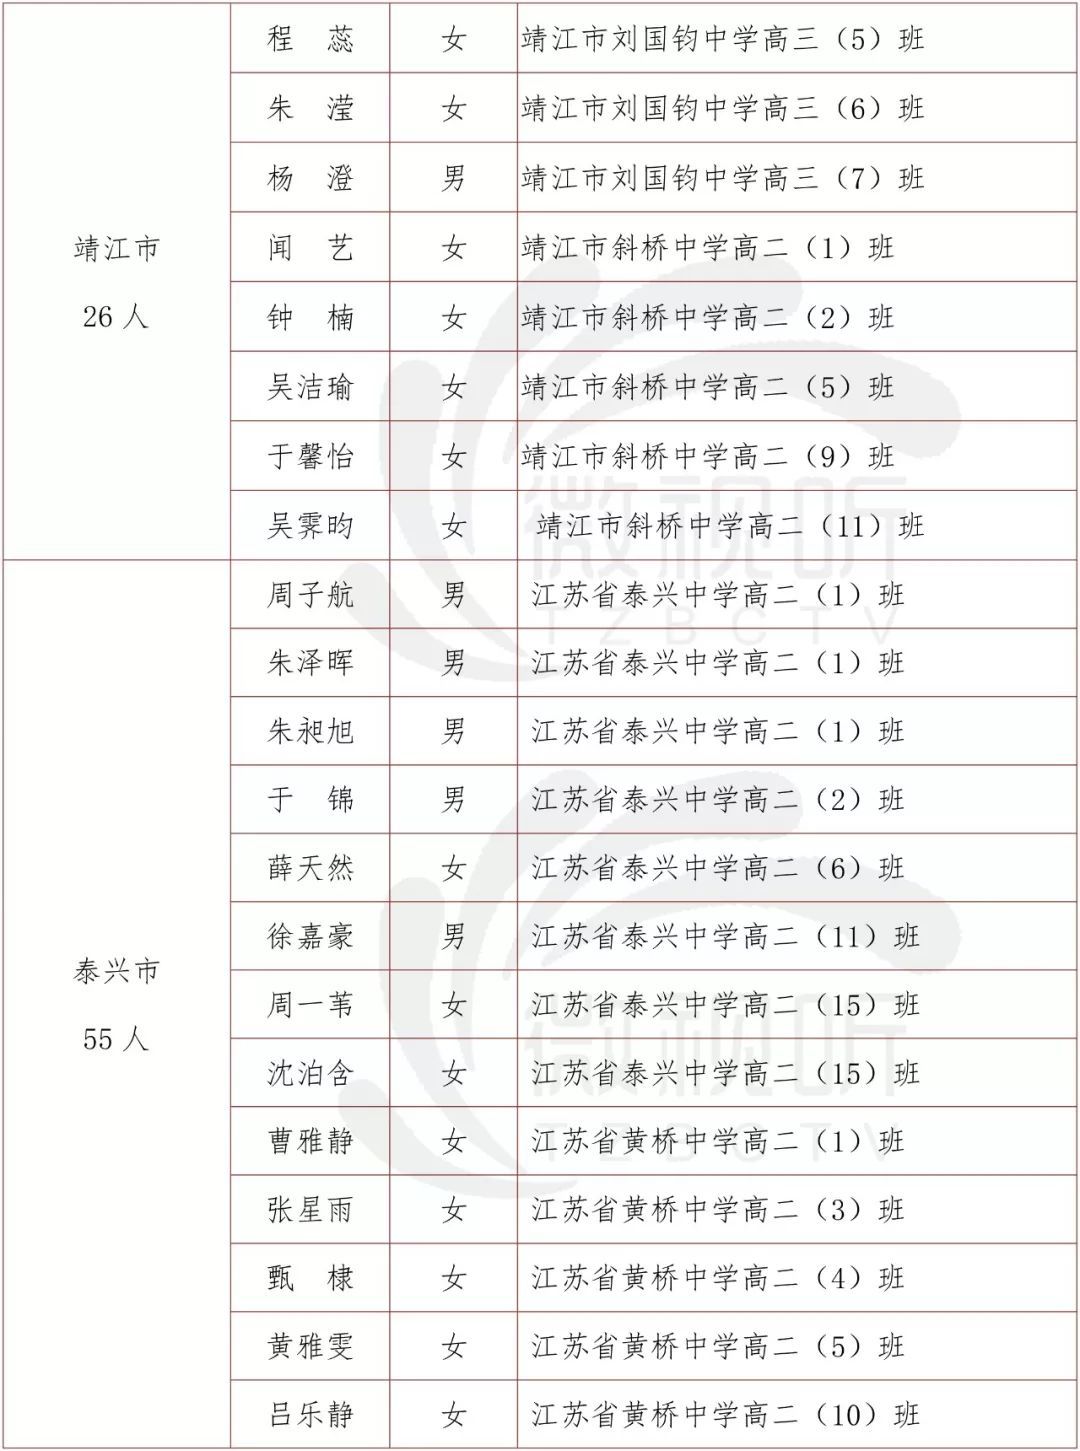 靖江市
26 人
程　蕊 女 靖江市刘国钧中学高三（5）班
朱　滢 女 靖江市刘国钧中学高三（6）班
杨　澄 男 靖江市刘国钧中学高三（7）班
闻　艺 女 靖江市斜桥中学高二（1）班
钟　楠 女 靖江市斜桥中学高二（2）班
吴洁瑜 女 靖江市斜桥中学高二（5）班
于馨怡 女 靖江市斜桥中学高二（9）班
吴霁昀 女 靖江市斜桥中学高二（11）班
泰兴市
55 人
周子航 男 江苏省泰兴中学高二（1）班
朱泽晖 男 江苏省泰兴中学高二（1）班
朱昶旭 男 江苏省泰兴中学高二（1）班
于　锦 男 江苏省泰兴中学高二（2）班
薛天然 女 江苏省泰兴中学高二（6）班
徐嘉豪 男 江苏省泰兴中学高二（11）班
周一苇 女 江苏省泰兴中学高二（15）班
沈泊含 女 江苏省泰兴中学高二（15）班
曹雅静 女 江苏省黄桥中学高二（1）班
张星雨 女 江苏省黄桥中学高二（3）班
甄　棣 女 江苏省黄桥中学高二（4）班
黄雅雯 女 江苏省黄桥中学高二（5）班
吕乐静 女 江苏省黄桥中学高二（10）班
微视听
TZBCTV
微视听
TZBCTV